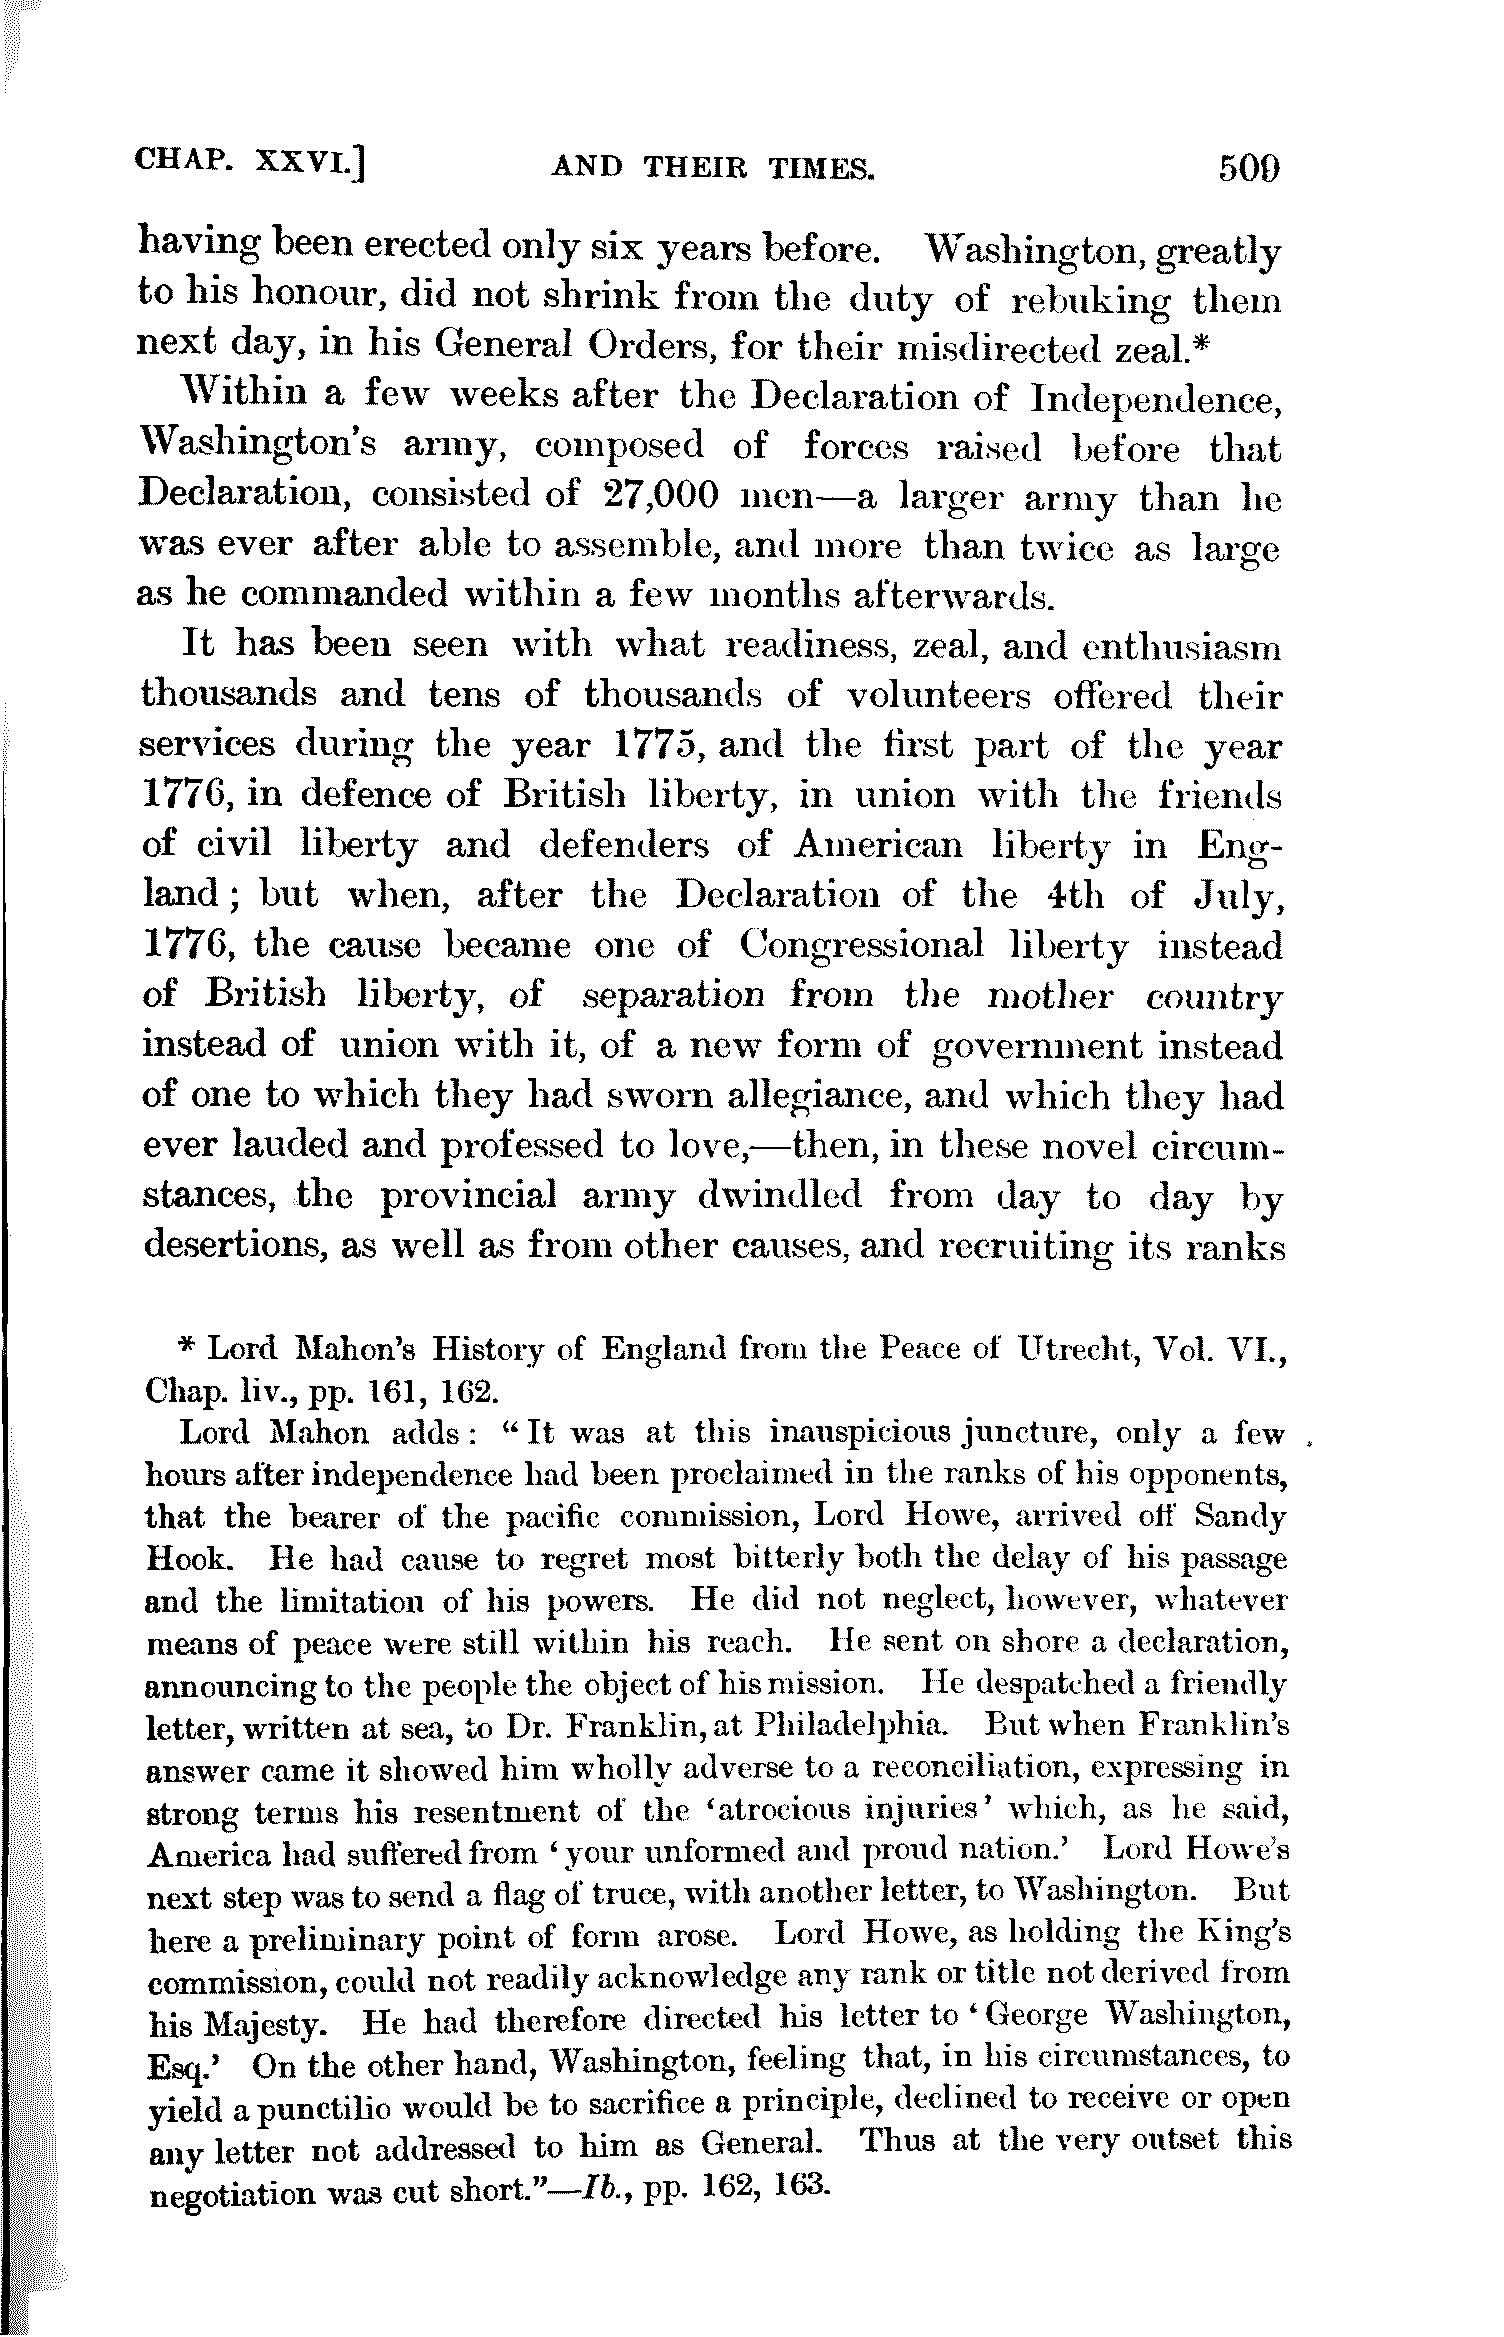 CHAP. XXVI.] AND THEIR TIMES. 509
having been erected only six years before. Washington, greatly
to his honour, did not shrink from the duty of rebuking them
next day, in his General Orders, for their misdirected zeal.*
Within a few weeks after the Declaration of Independence,
Washington's army, composed of forces raised before that
Declaration, consisted of 27,000 men—a larger army than he
was ever after able to assemble, and more than twice as large
as he commanded within a few months afterwards.
It has been seen with what readiness, zeal, and enthusiasm
thousands and tens of thousands of volunteers offered their
services during the year 1775, and the first part of the year
1776, in defence of British liberty, in union with the friends
of civil liberty and defenders of American liberty in Eng-
land; but when, after the Declaration of the 4th of July,
1776, the cause became one of Congressional liberty instead
of British liberty, of separation from the mother country
instead of union with it, of a new form of government instead
of one to which they had sworn allegiance, and which they had
ever lauded and professed to love,—then, in these novel circum-
stances, the provincial army dwindled from day to day by
desertions, as well as from other causes, and recruiting its ranks
* Lord Mahon's History of England from the Peace of Utrecht, Vol. VI.,
Chap. liv., pp. 161, 162.
Lord Mahon adds: "It was at this inauspicious juncture, only a few
hours after independence had been proclaimed in the ranks of his opponents,
that the bearer of the pacific commission, Lord Howe, arrived off Sandy
Hook. He had cause to regret most bitterly both the delay of his passage
and the limitation of his powers. He did not neglect, however, whatever
means of peace were still within his reach. He sent on shore a declaration,
announcing to the people the object of his mission. He despatched a friendly
letter, written at sea, to Dr. Franklin, at Philadelphia. But when Franklin's
answer came it showed him wholly adverse to a reconciliation, expressing in
strong terms his resentment of the 'atrocious injuries' which, as he said,
America had suffered from 'your unformed and proud nation.' Lord Howe's
next step was to send a flag of truce, with another letter, to Washington. But
here a preliminary point of form arose. Lord Howe, as holding the King's
commission, could not readily acknowledge any rank or title not derived from
his Majesty. He had therefore directed his letter to 'George Washington,
Esq.' On the other hand, Washington, feeling that, in his circumstances, to
yield a punctilio would be to sacrifice a principle, declined to receive or open
any letter not addressed to him as General. Thus at the very outset this
negotiation was cut short."—Ib., pp. 162, 163.